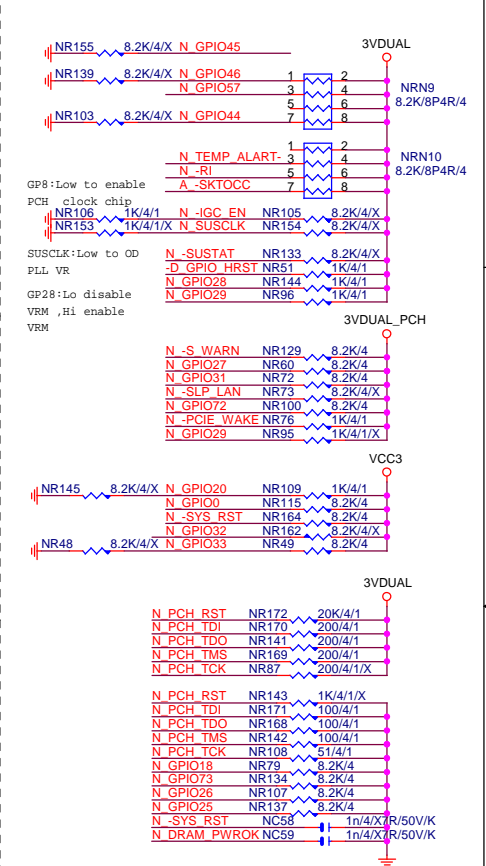 3VDUAL
NR155 8.2K/4/X N_GPIO45
NR139 8.2K/4/X N_GPIO46 1 2
N_GPIO57 3 4
NRN9
5 6
8.2K/8P4R/4
NR103 8.2K/4/X N_GPIO44 7 8
1 2
NRN10
N_TEMP_ALART- 3 4
N_-RI 5 6
8.2K/8P4R/4
A_-SKTOCC 7 8
GP8:Low to enable
PCH clock chip
NR106 1K/4/1 N_-IGC_EN NR105 8.2K/4/X
NR153 1K/4/1/X N_SUSCLK NR154 8.2K/4/X
SUSCLK:Low to OD
PLL VR
GP28:Lo disable
VRM ,Hi enable
VRM
N_-SUSTAT NR133 8.2K/4/X
-D_GPIO_HRST NR51 1K/4/1
N_GPIO28 NR144 1K/4/1
N_GPIO29 NR96 1K/4/1
3VDUAL_PCH
N_-S_WARN NR129 8.2K/4
N_GPIO27 NR60 8.2K/4
N_GPIO31 NR72 8.2K/4
N_-SLP_LAN NR73 8.2K/4/X
N_GPIO72 NR100 8.2K/4
N_-PCIE_WAKE NR76 1K/4/1
N_GPIO29 NR95 1K/4/1/X
VCC3
NR145 8.2K/4/X N_GPIO20 NR109 1K/4/1
N_GPIO0 NR115 8.2K/4
N_-SYS_RST NR164 8.2K/4
N_GPIO32 NR162 8.2K/4/X
NR48 8.2K/4/X N_GPIO33 NR49 8.2K/4
3VDUAL
N_PCH_RST NR172 20K/4/1
N_PCH_TDI NR170 200/4/1
N_PCH_TDO NR141 200/4/1
N_PCH_TMS NR169 200/4/1
N_PCH_TCK NR87 200/4/1/X
N_PCH_RST NR143 1K/4/1/X
N_PCH_TDI NR171 100/4/1
N_PCH_TDO NR168 100/4/1
N_PCH_TMS NR142 100/4/1
N_PCH_TCK NR108 51/4/1
N_GPIO18 NR79 8.2K/4
N_GPIO73 NR134 8.2K/4
N_GPIO26 NR107 8.2K/4
N_GPIO25 NR137 8.2K/4
N_-SYS_RST NC58 1n/4/X7R/50V/K
N_DRAM_PWROK NC59 1n/4/X7R/50V/K